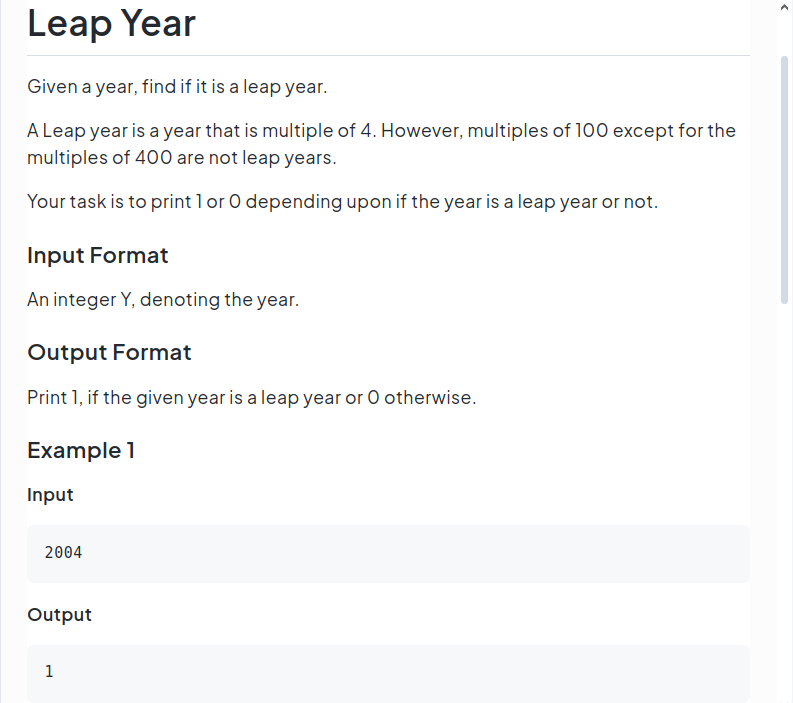 Leap Year
Given a year, find if it is a leap year.
A Leap year is a year that is multiple of 4. However, multiples of 100 except for the
multiples of 400 are not leap years.
Your task is to print 1 or 0 depending upon if the year is a leap year or not.
Input Format
An integer Y, denoting the year.
Output Format
Print 1, if the given year is a leap year or 0 otherwise.
Example 1
Input
2004
Output
1